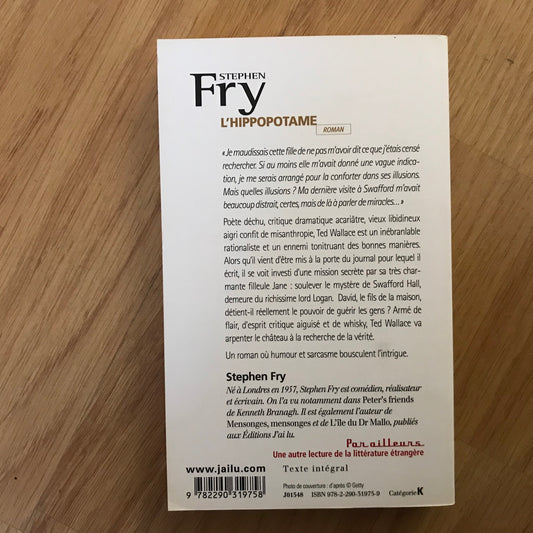 STEPHEN
Fry
L'HIPPOPOTAME
ROMAN
« Je maudissais cette fille de ne pas m'avoir dit ce que j'étais censé
rechercher. Si au moins elle m'avait donné une vague indica-
tion, je me serais arrangé pour la conforter dans ses illusions.
Mais quelles illusions ? Ma dernière visite à Swafford m'avait
beaucoup distrait, certes, mais de là à parler de miracles... »
Poète déchu, critique dramatique acariâtre, vieux libidineux
aigri confit de misanthropie, Ted Wallace est un inébranlable
rationaliste et un ennemi tonitruant des bonnes manières.
Alors qu'il vient d'être mis à la porte du journal pour lequel il
écrit, il se voit investi d'une mission secrète par sa très char-
mante filleule Jane : soulever le mystère de Swafford Hall,
demeure du richissime lord Logan. David, le fils de la maison,
détient-il réellement le pouvoir de guérir les gens ? Armé de
flair, d'esprit critique aiguisé et de whisky, Ted Wallace va
arpenter le château à la recherche de la vérité.
Un roman où humour et sarcasme bousculent l'intrigue.
Stephen Fry
Né à Londres en 1957, Stephen Fry est comédien, réalisateur
et écrivain. On l'a vu notamment dans Peter's friends
de Kenneth Branagh. Il est également l'auteur de
Mensonges, mensonges et de L'île du Dr Mallo, publiés
aux Éditions J'ai lu.
Par ailleurs
Une autre lecture de la littérature étrangère
www.jailu.com
Texte intégral
Photo de couverture : d'après © Getty
9 782290 319758
J01548
ISBN 978-2-290-31975-9
Catégorie K